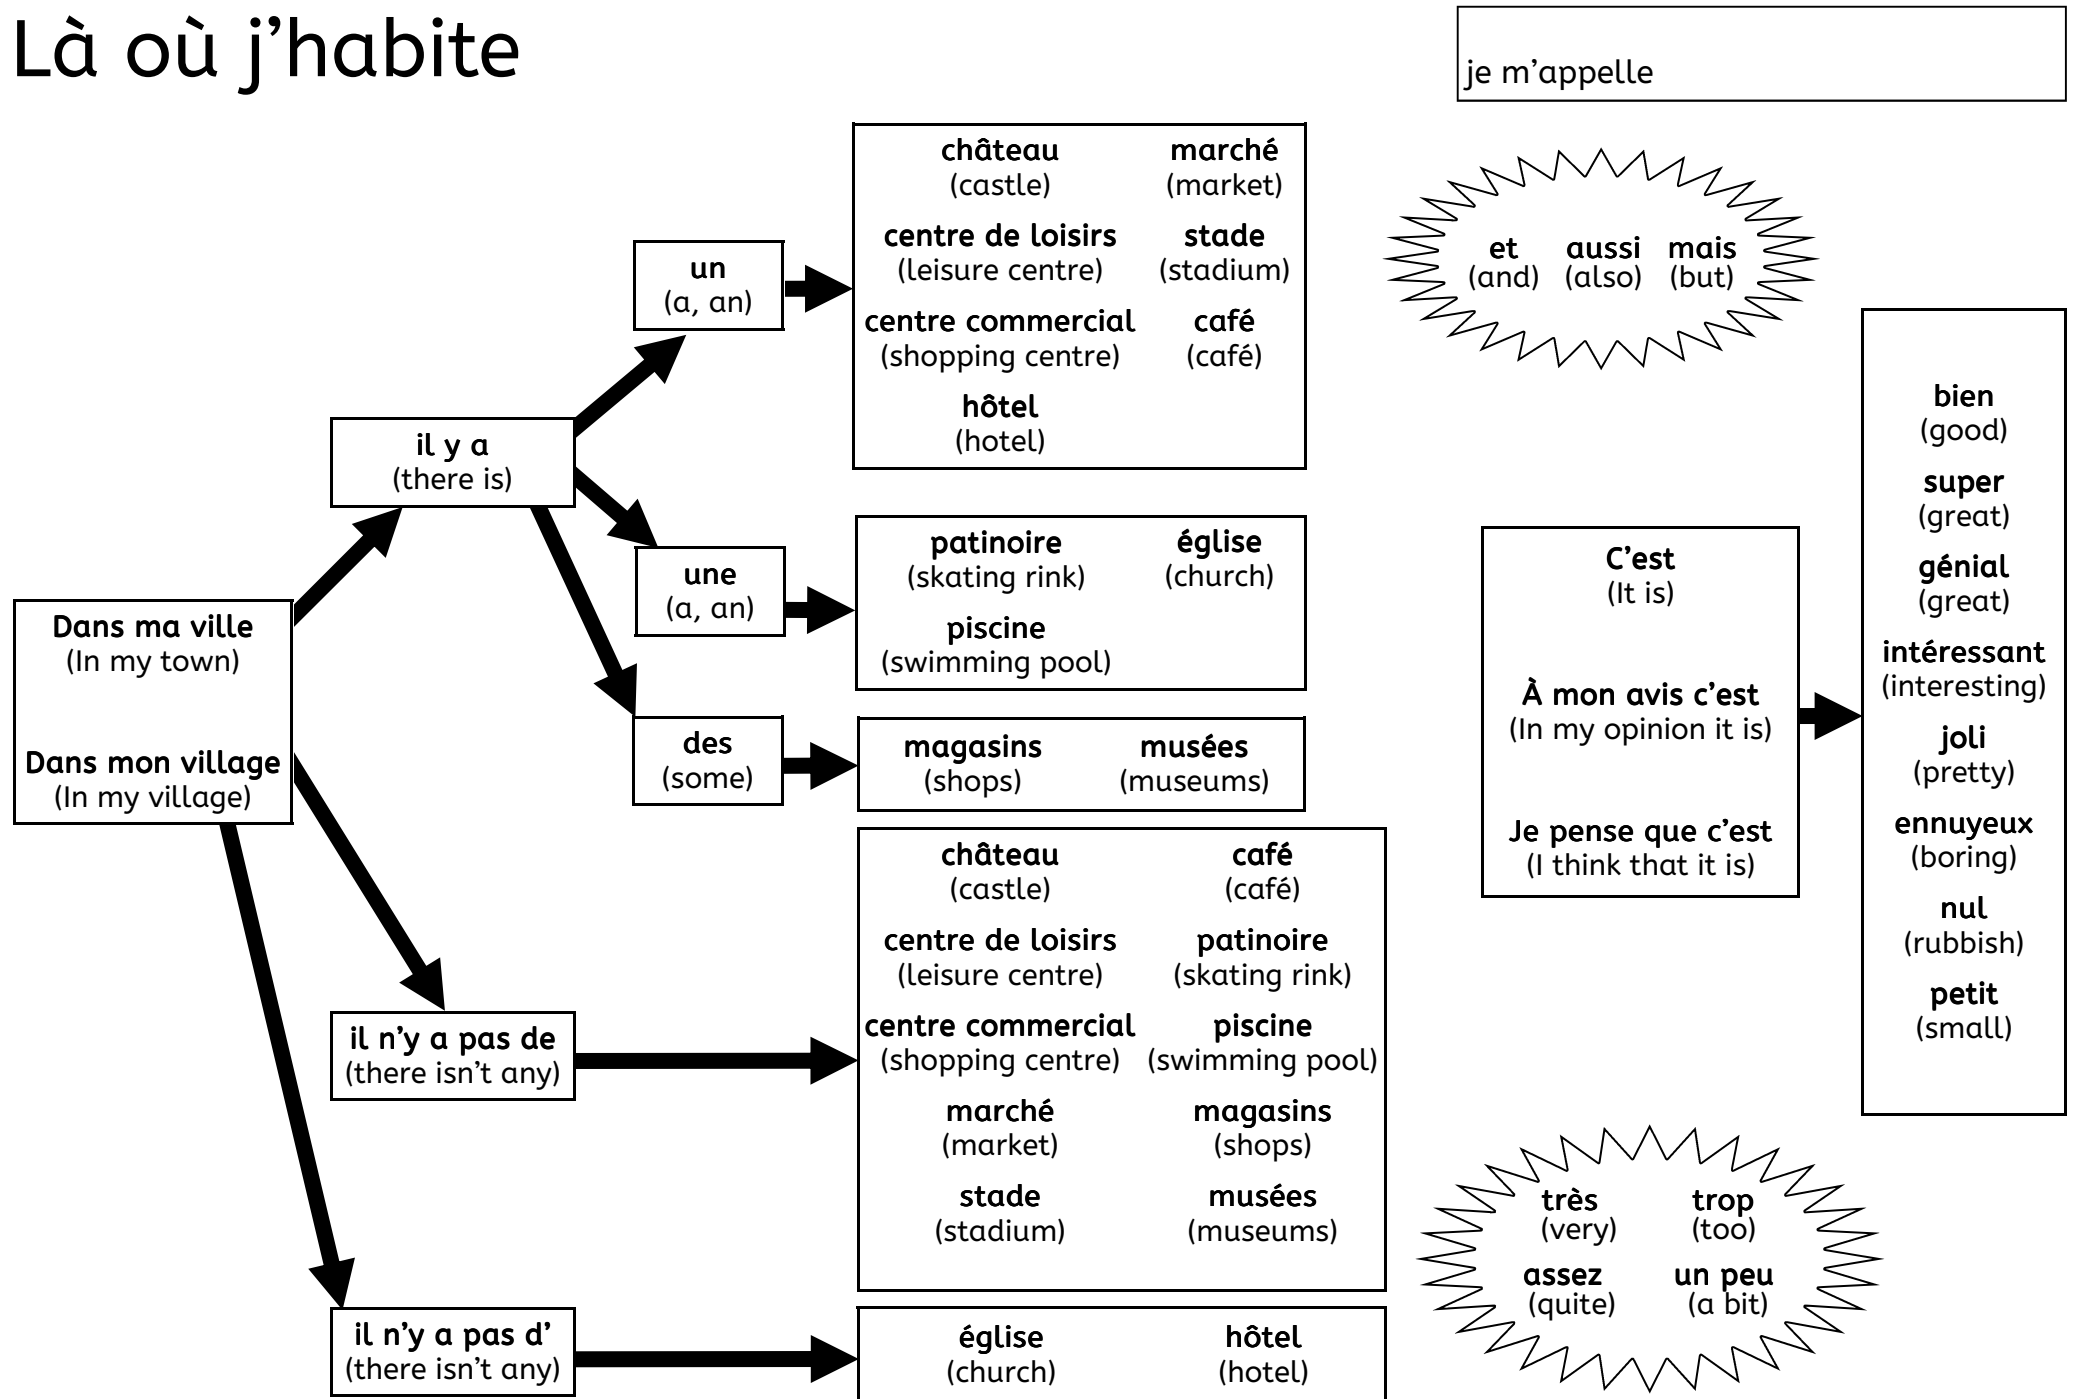 Là où j'habite
je m'appelle
Dans ma ville
(In my town)
Dans mon village
(In my village)
il y a
(there is)
un
(a, an)
château
(castle)
marché
(market)
centre de loisirs
(leisure centre)
stade
(stadium)
centre commercial
(shopping centre)
café
(café)
hôtel
(hotel)
une
(a, an)
patinoire
(skating rink)
église
(church)
piscine
(swimming pool)
des
(some)
magasins
(shops)
musées
(museums)
il n'y a pas de
(there isn't any)
château
(castle)
café
(café)
centre de loisirs
(leisure centre)
patinoire
(skating rink)
centre commercial
(shopping centre)
piscine
(swimming pool)
marché
(market)
magasins
(shops)
stade
(stadium)
musées
(museums)
il n'y a pas d'
(there isn't any)
église
(church)
hôtel
(hotel)
et
(and)
aussi
(also)
mais
(but)
C'est
(It is)
À mon avis c'est
(In my opinion it is)
Je pense que c'est
(I think that it is)
bien
(good)
super
(great)
génial
(great)
intéressant
(interesting)
joli
(pretty)
ennuyeux
(boring)
nul
(rubbish)
petit
(small)
très
(very)
trop
(too)
assez
(quite)
un peu
(a bit)